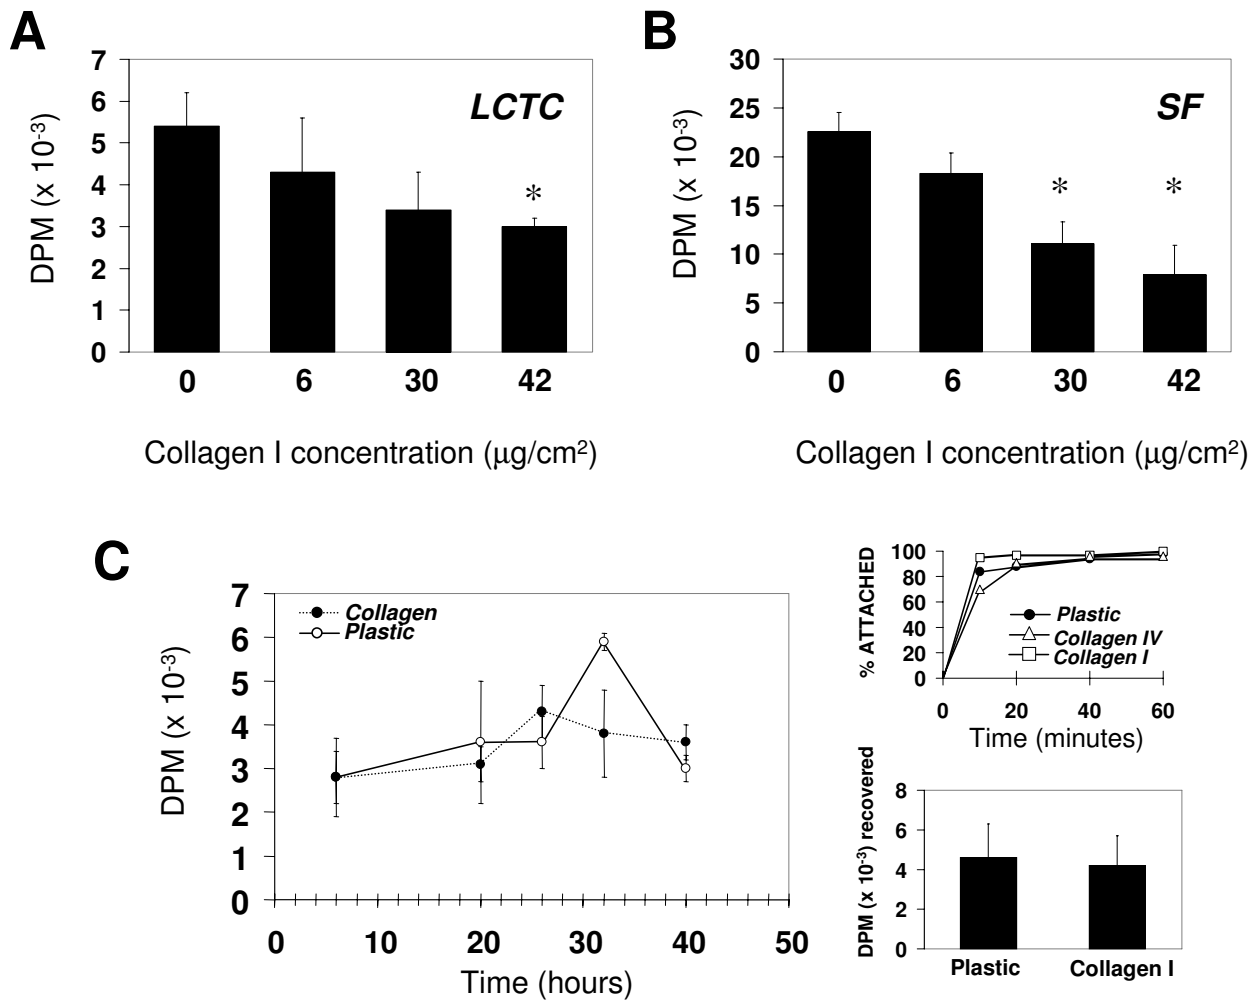 A
7
6
5
4
3
2
1
0
DPM (x 10-3)
LCTC
*
0 6 30 42
Collagen I concentration (µg/cm2)
B
30
25
20
15
10
5
0
DPM (x 10-3)
SF
* *
0 6 30 42
Collagen I concentration (µg/cm2)
C
7
6
5
4
3
2
1
0
DPM (x 10-3)
Collagen
Plastic
0 10 20 30 40 50
Time (hours)
100
80
60
40
20
0
% ATTACHED
Plastic
Collagen IV
Collagen I
0 20 40 60
Time (minutes)
8
6
4
2
0
DPM (x 10-3) recovered
Plastic Collagen I